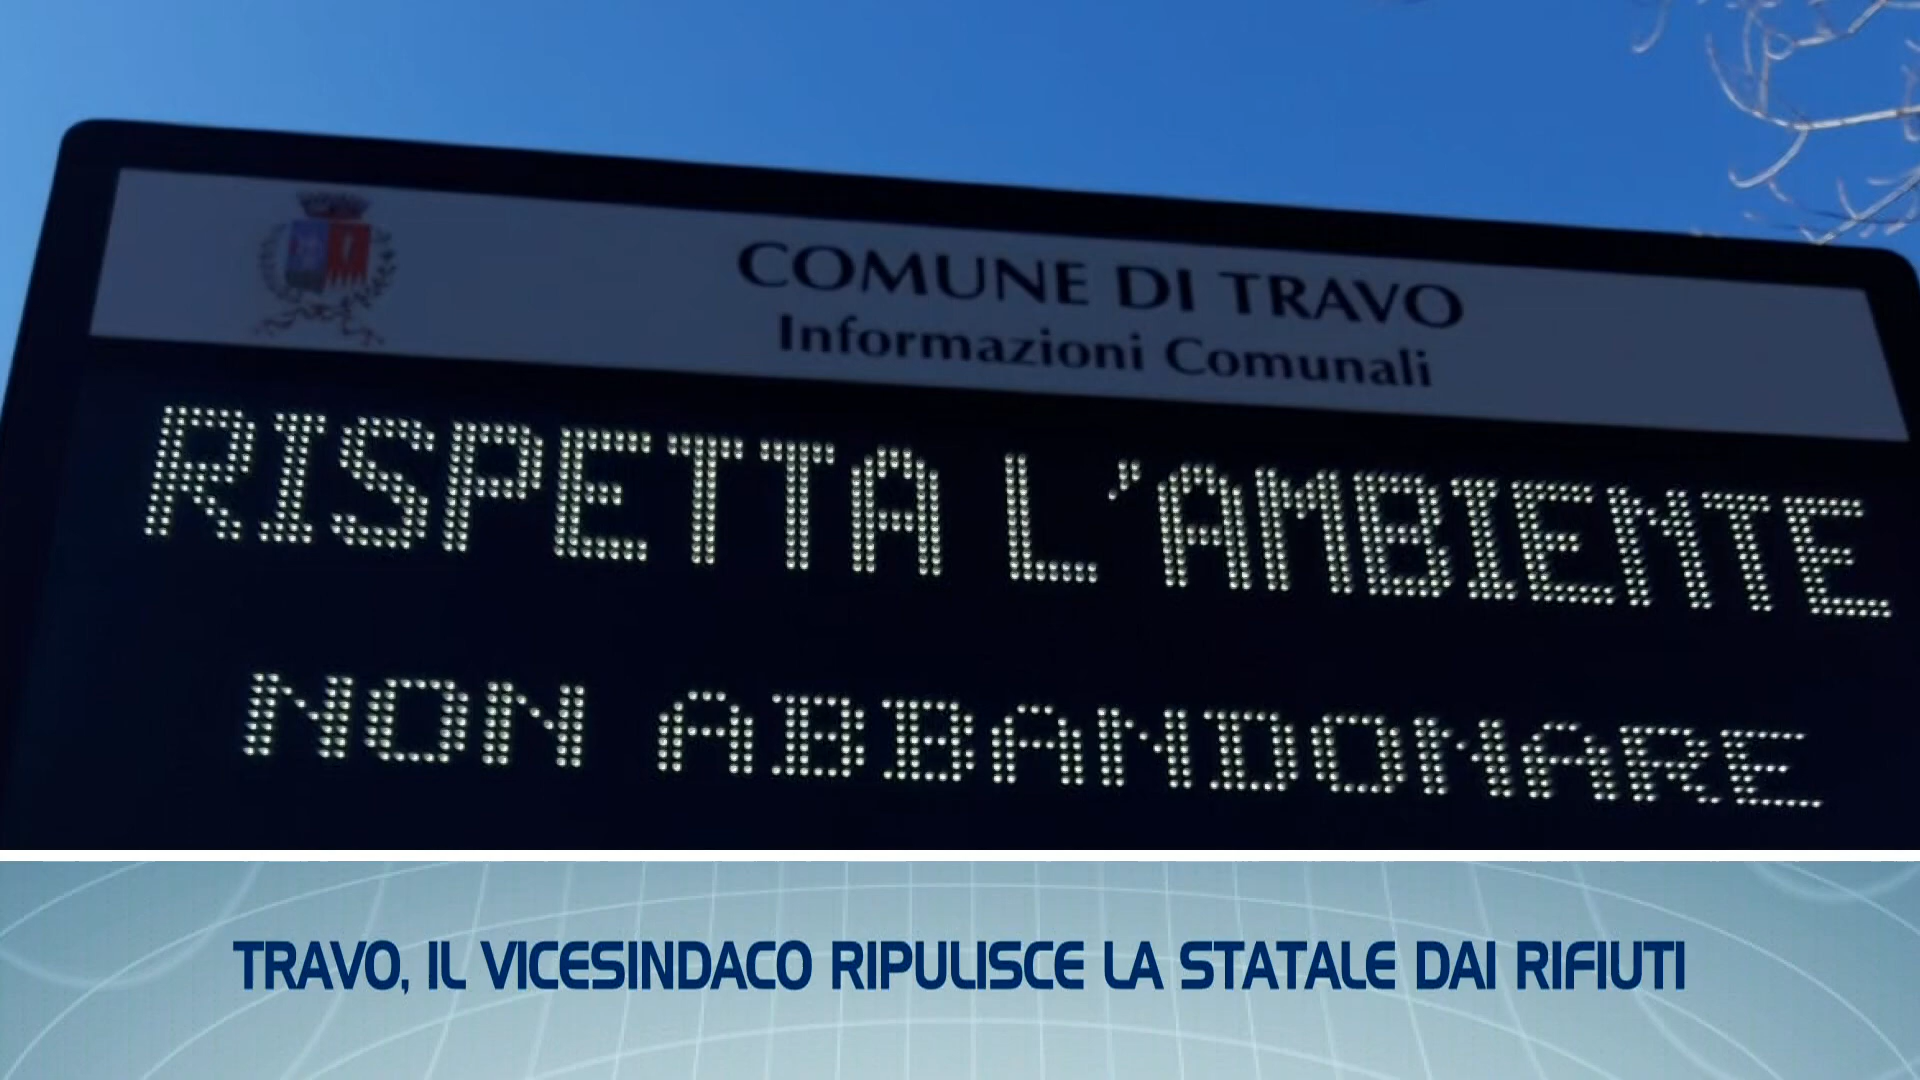 COMUNE DI TRAVO
Informazioni Comunali
RISPETTA L'AMBIENTE
NON ABBANDONARE
TRAVO, IL VICESINDACO RIPULISCE LA STATALE DAI RIFIUTI